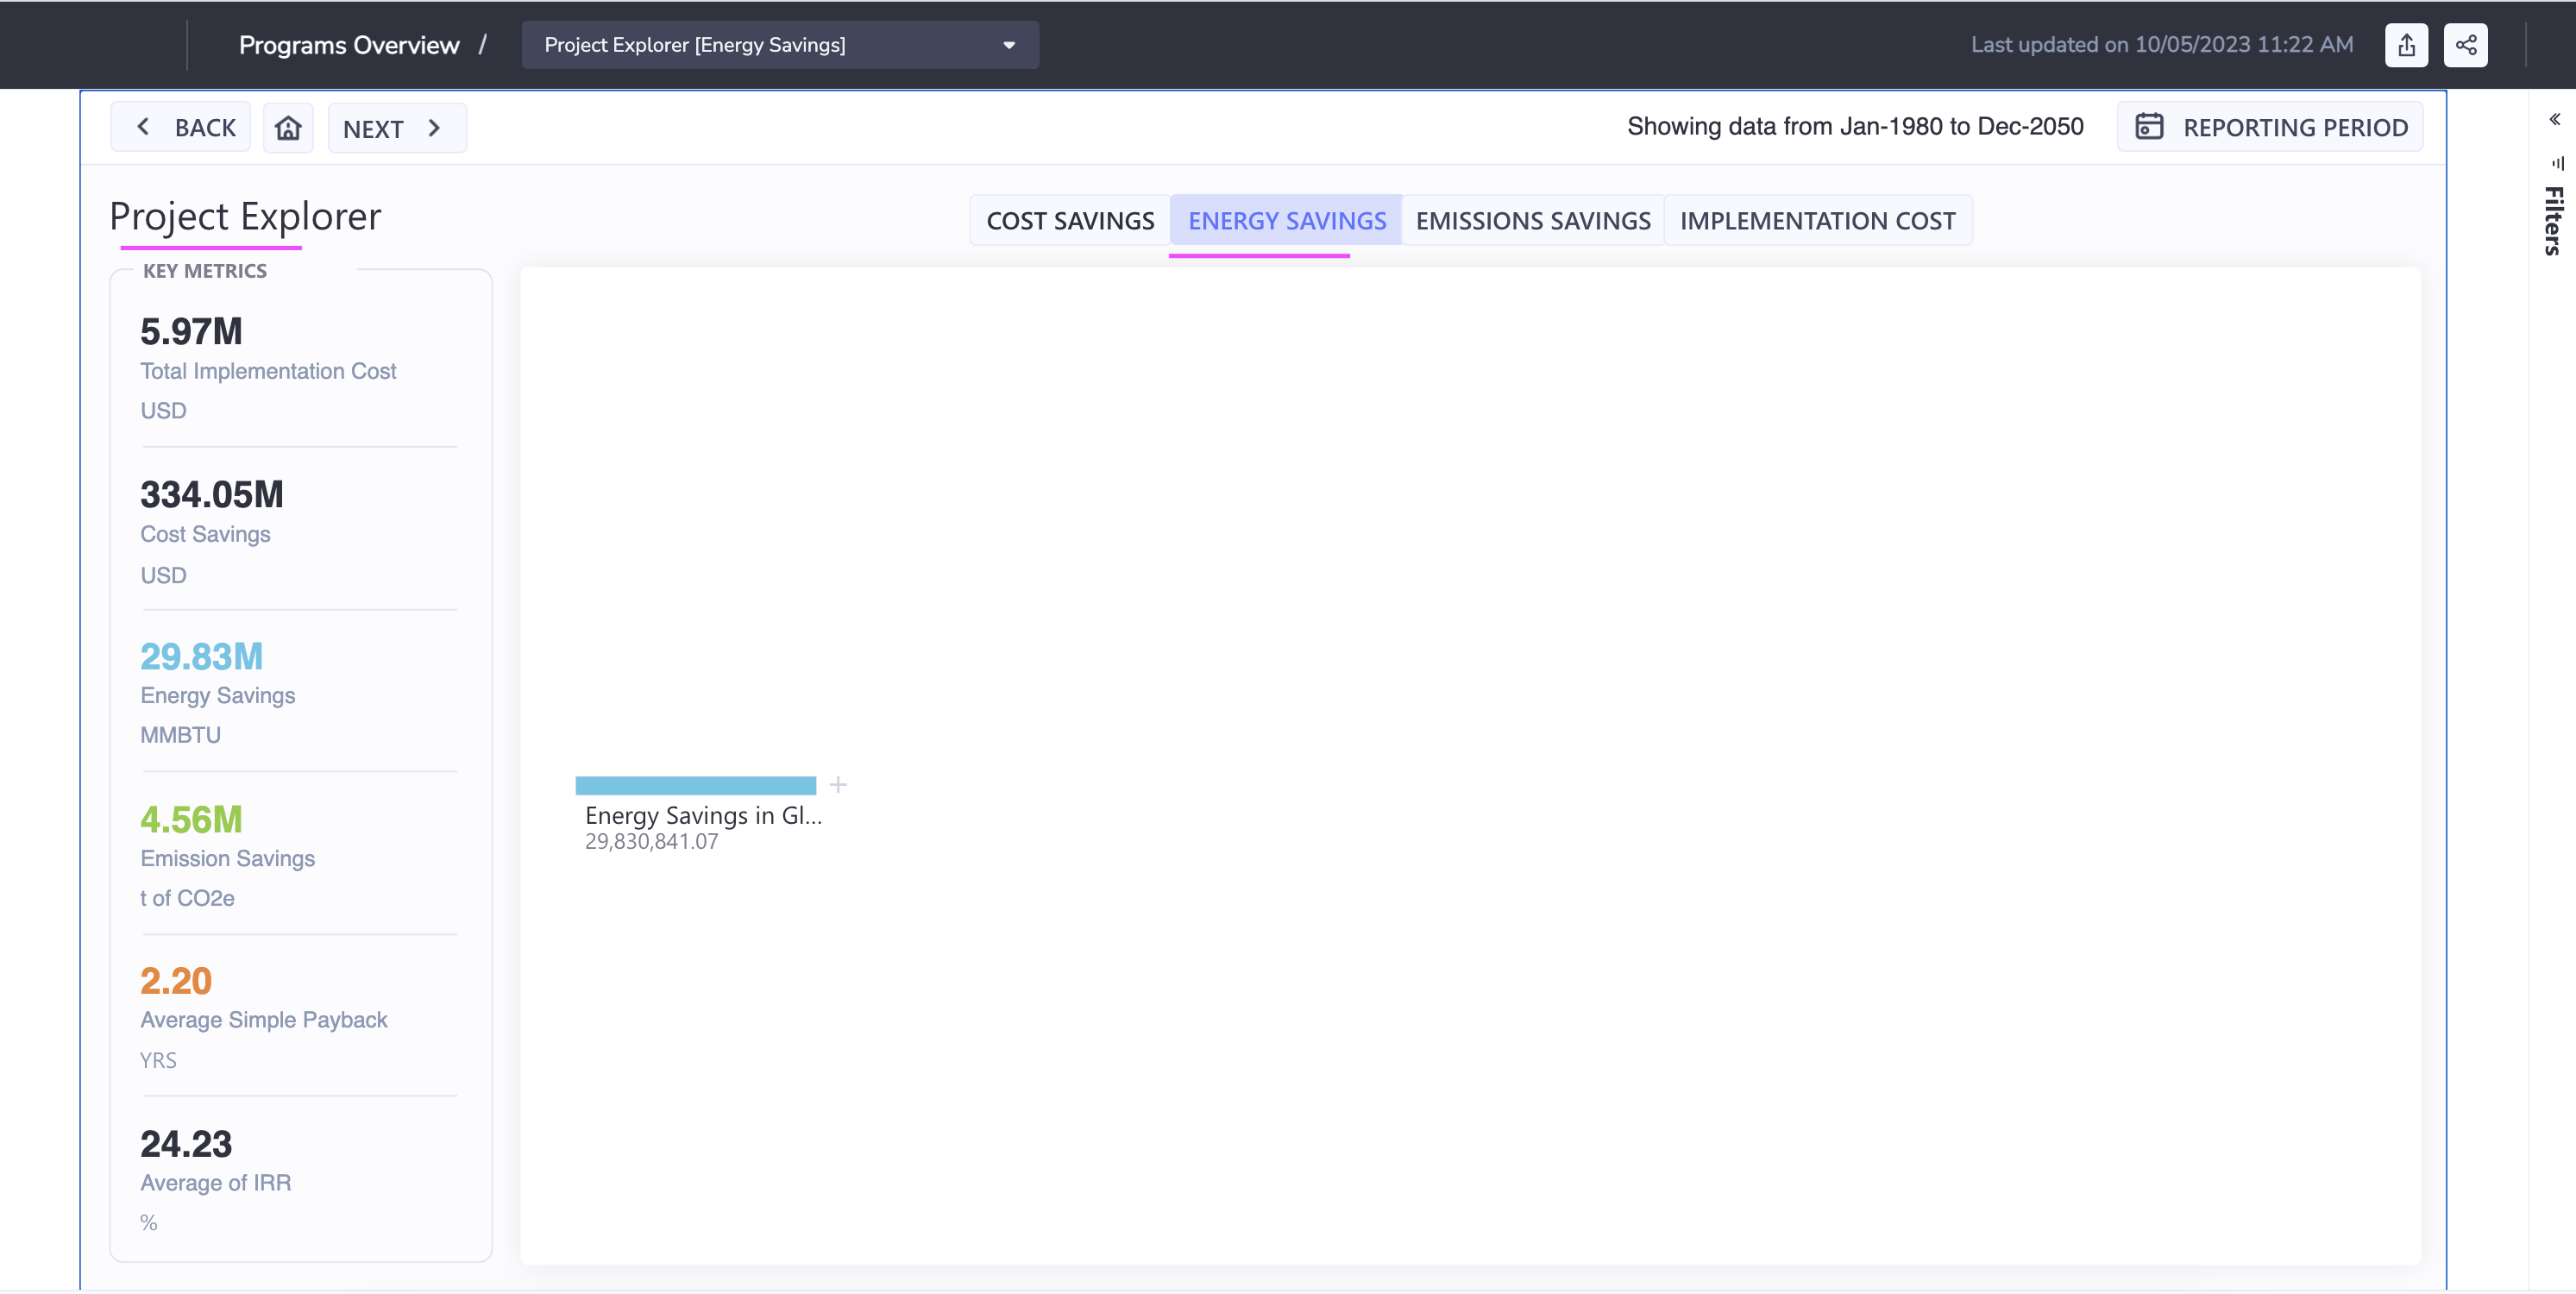 Programs Overview /
Project Explorer [Energy Savings]
Last updated on 10/05/2023 11:22 AM
BACK
NEXT
Showing data from Jan-1980 to Dec-2050
REPORTING PERIOD
Filters
Project Explorer
COST SAVINGS
ENERGY SAVINGS
EMISSIONS SAVINGS
IMPLEMENTATION COST
KEY METRICS
5.97M
Total Implementation Cost
USD
334.05M
Cost Savings
USD
29.83M
Energy Savings
MMBTU
4.56M
Emission Savings
t of CO2e
2.20
Average Simple Payback
YRS
24.23
Average of IRR
%
Energy Savings in Gl...
29,830,841.07